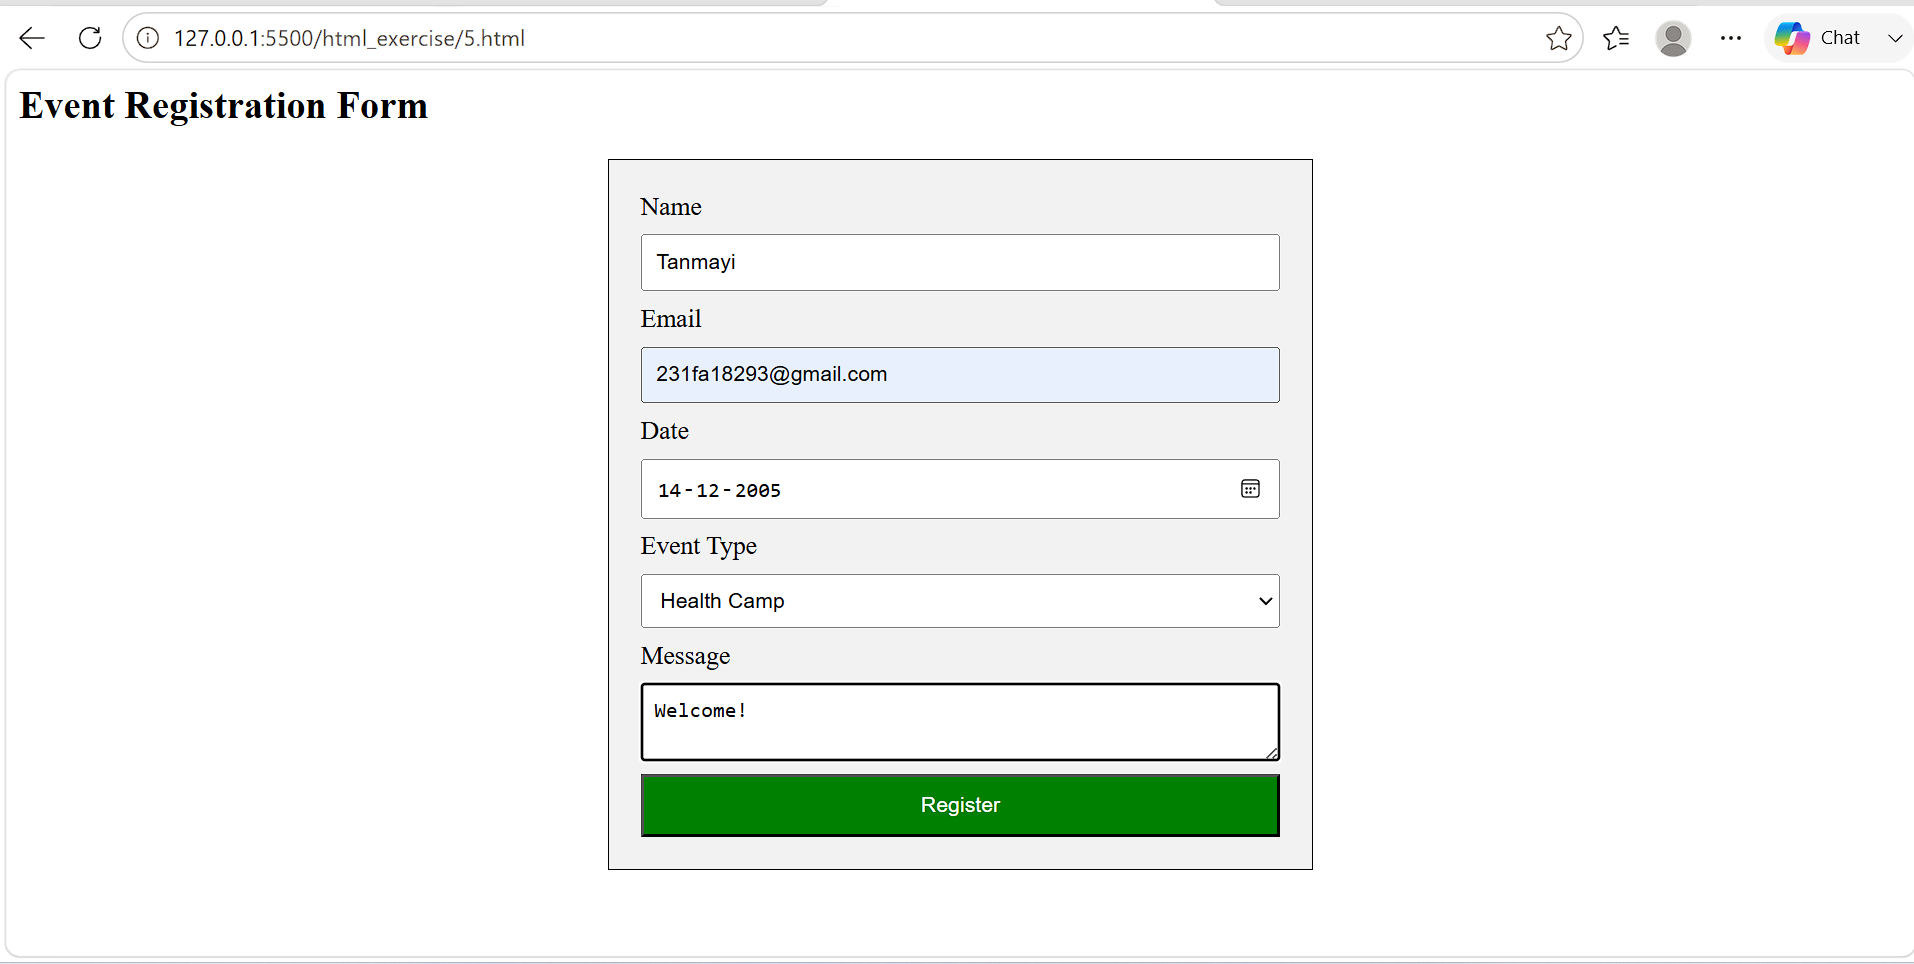 127.0.0.1:5500/html_exercise/5.html
Chat
Event Registration Form
Name
Tanmayi
Email
231fa18293@gmail.com
Date
14-12-2005
Event Type
Health Camp
Message
Welcome!
Register